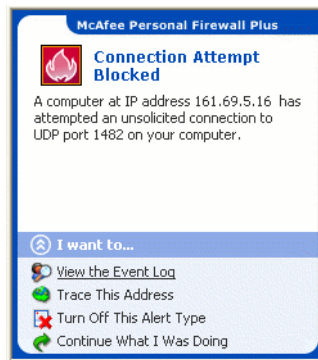 McAfee Personal Firewall Plus
Connection Attempt
Blocked
A computer at IP address 161.69.5.16 has
attempted an unsolicited connection to
UDP port 1482 on your computer.
I want to...
View the Event Log
Trace This Address
Turn Off This Alert Type
Continue What I Was Doing